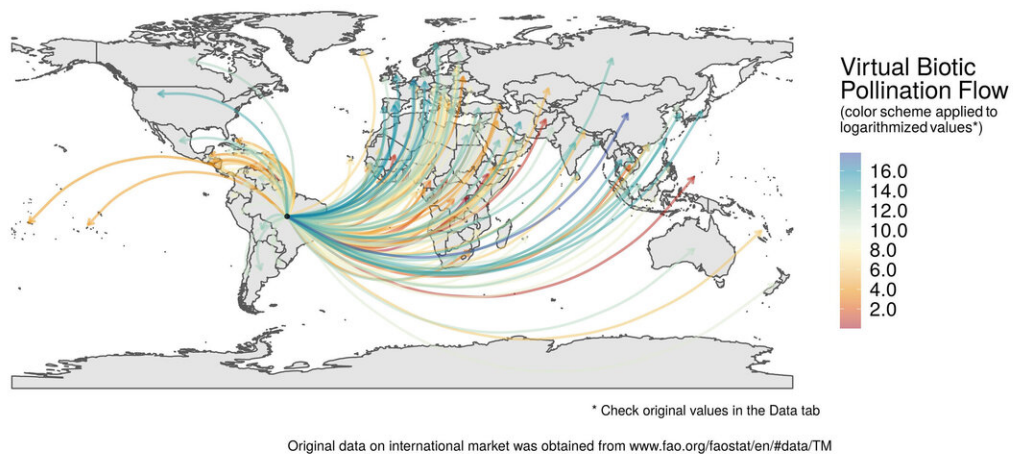 Virtual Biotic
Pollination Flow
(color scheme applied to
logarithmized values*)
16.0
14.0
12.0
10.0
8.0
6.0
4.0
2.0
* Check original values in the Data tab
Original data on international market was obtained from www.fao.org/faostat/en/#data/TM